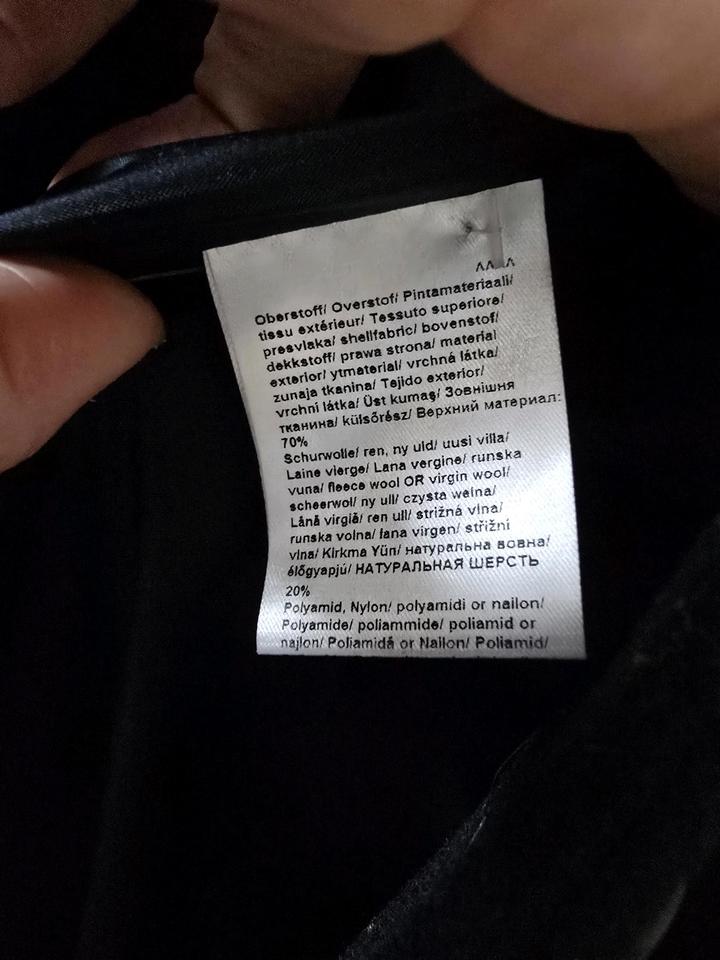 Oberstoff/ Overstof/ Pintamateriaali/
tissu extérieur/ Tessuto superiore/
presvlaka/ shellfabric/ bovenstof/
dekkstoff/ prawa strona/ material
exterior/ ytmaterial/ vrchná látka/
zunaja tkanina/ Tejido exterior/
vrchní látka/ Üst kumaş/ Зовнішня
тканина/ külsőrész/ Верхний материал:
70%
Schurwolle/ ren, ny uld/ uusi villa/
Laine vierge/ Lana vergine/ runska
vuna/ fleece wool OR virgin wool/
scheerwol/ ny ull/ czysta wełna/
Lână virgiă/ ren ull/ strižná vlna/
runska volna/ lana virgen/ střižní
vlna/ Kirkma Yün/ натуральна вовна/
élőgyapjú/ НАТУРАЛЬНАЯ ШЕРСТЬ
20%
Polyamid, Nylon/ polyamidi or nailon/
Polyamide/ poliammide/ poliamid or
najlon/ Poliamidă or Nailon/ Poliamid/